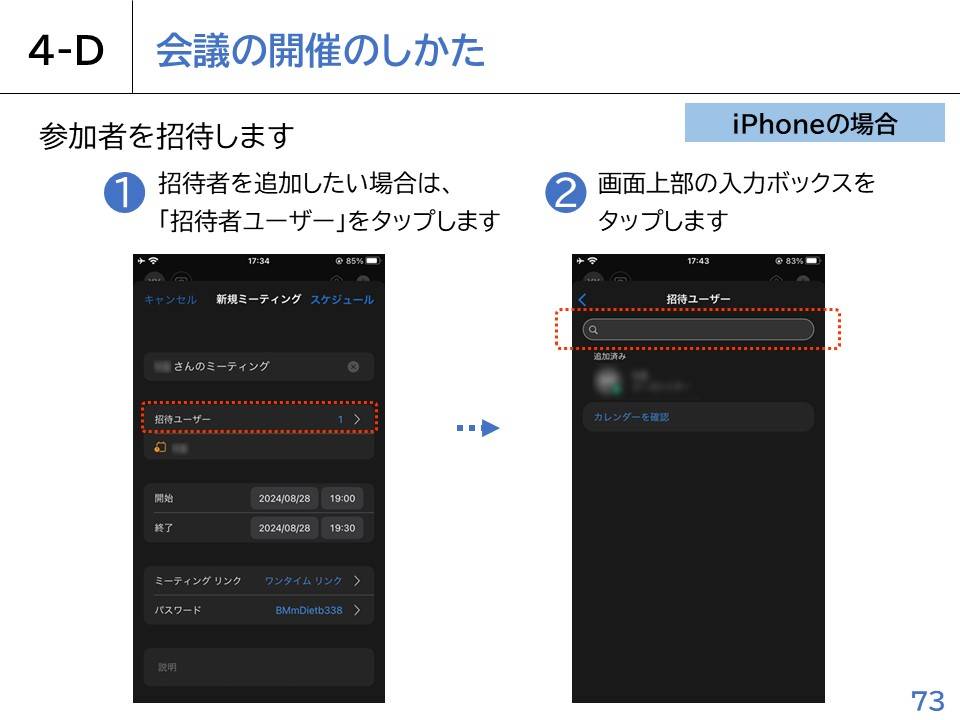 4-D
会議の開催のしかた
iPhoneの場合
参加者を招待します
1
招待者を追加したい場合は、
「招待者ユーザー」をタップします
2
画面上部の入力ボックスを
タップします
17:34
85%
キャンセル 新規ミーティング スケジュール
さんのミーティング
招待ユーザー 1
開始 2024/08/28 19:00
終了 2024/08/28 19:30
ミーティング リンク ワンタイム リンク
パスワード BMmDietb338
説明
17:43
83%
招待ユーザー
追加済み
カレンダーを確認
73